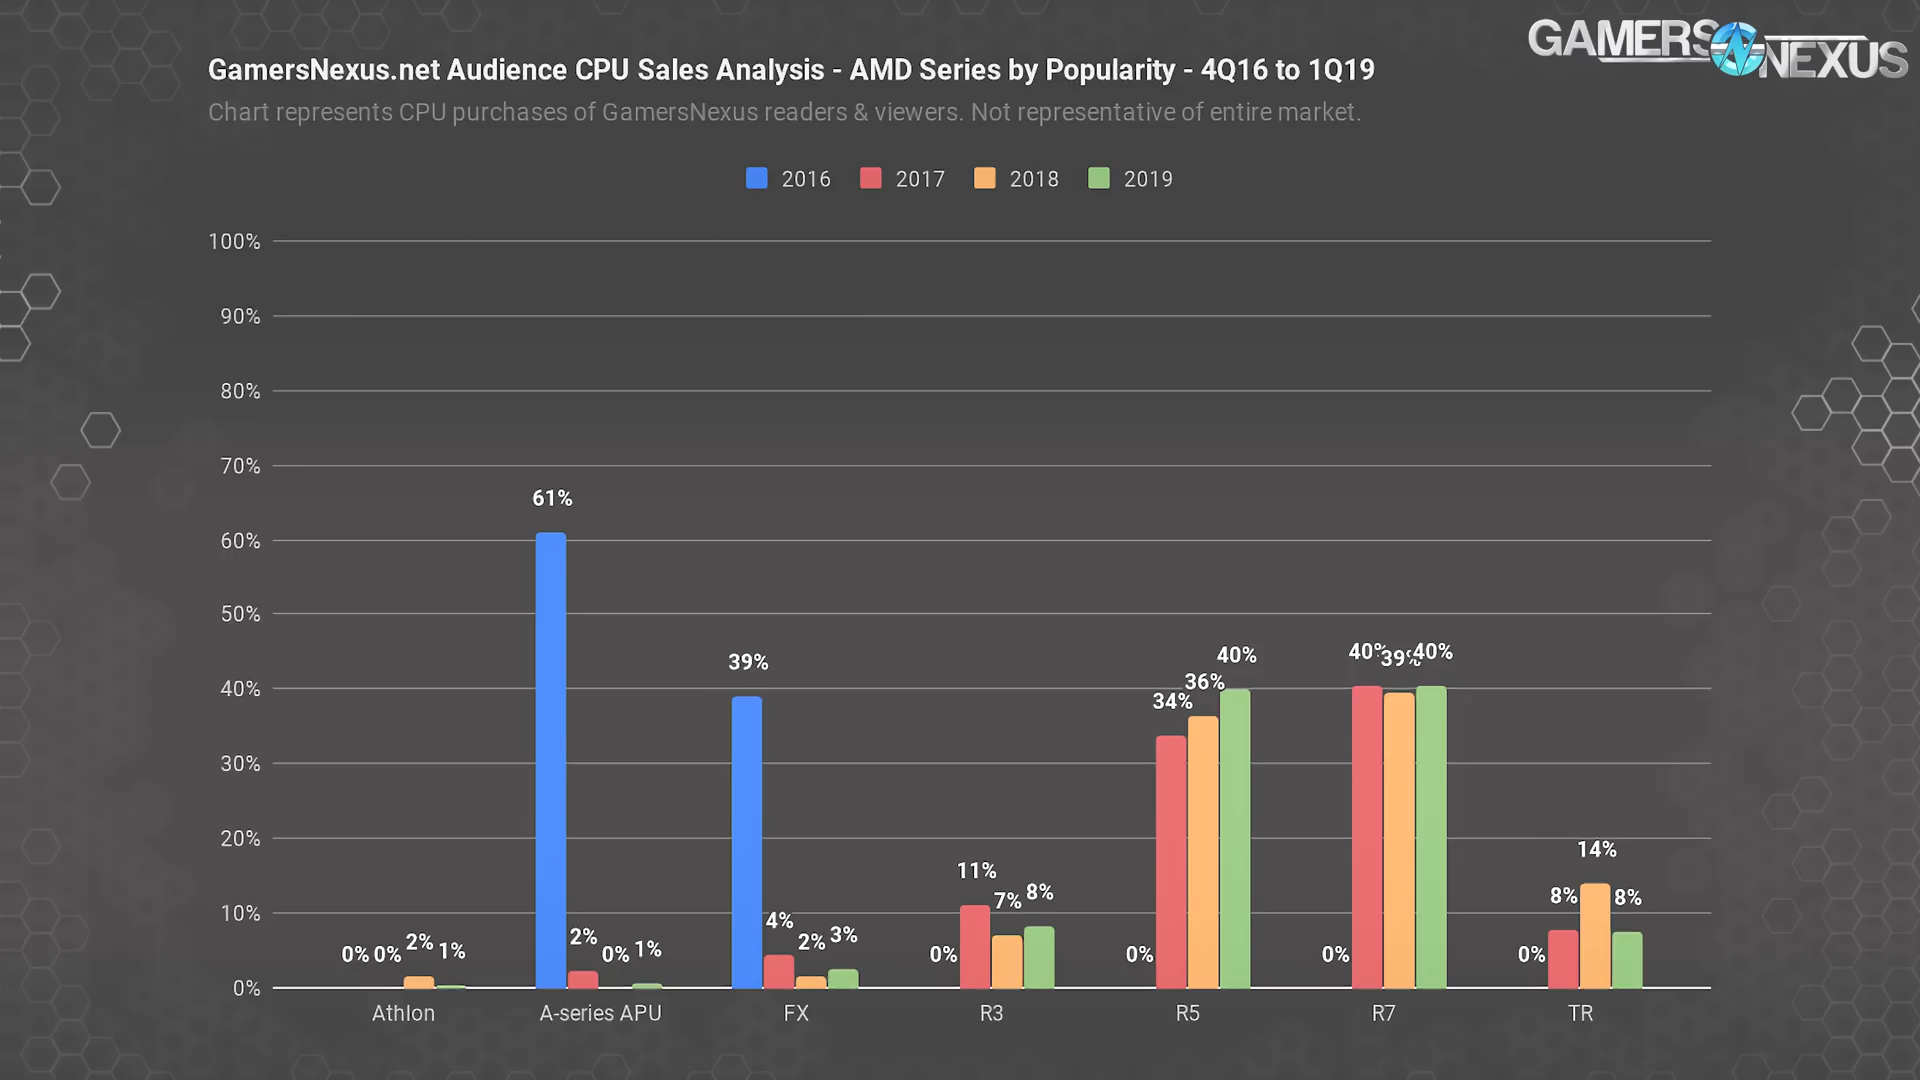 GAMERS NEXUS
GamersNexus.net Audience CPU Sales Analysis - AMD Series by Popularity - 4Q16 to 1Q19
Chart represents CPU purchases of GamersNexus readers & viewers. Not representative of entire market.
2016 2017 2018 2019
100%
90%
80%
70%
60%
50%
40%
30%
20%
10%
0%
0% 0% 2% 1%
61% 2% 0% 1%
39% 4% 2% 3%
0% 11% 7% 8%
0% 34% 36% 40%
0% 40% 39% 40%
0% 8% 14% 8%
Athlon A-series APU FX R3 R5 R7 TR